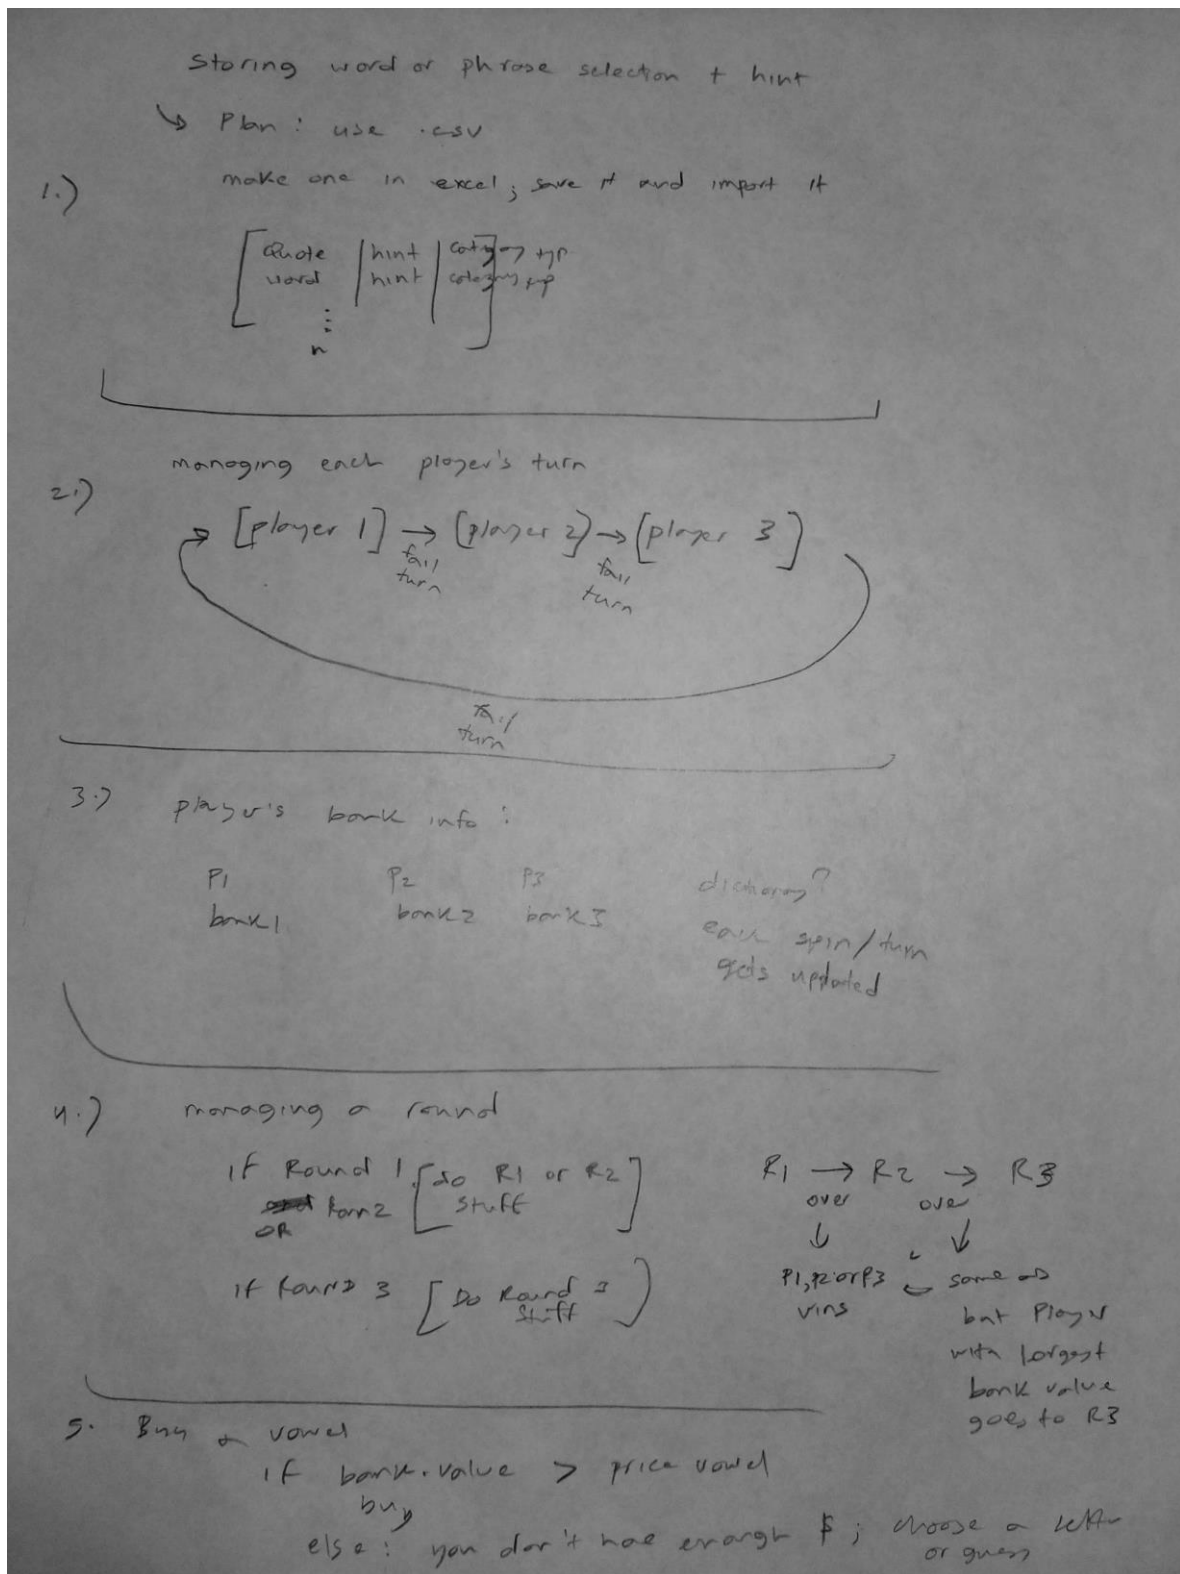 Storing word or phrase selection + hint
↳ Plan: use .csv
1.) make one in excel; save it and import it
Quote | hint | category typ
word | hint | category typ
⋮
n
managing each player's turn
2.)
→ [player 1] → [player 2] → [player 3]
fail turn fail turn
fail
turn
3.) player's bank info:
P1 P2 P3 dictionary?
bank1 bank2 bank3 each spin/turn
gets updated
4.) managing a round
if Round 1 [do R1 or R2 stuff]
OR
R1 → R2 → R3
over over
↓ ↓
P1, P2 or P3 same as
wins but Player
with largest
bank value
goes to R3
if Round 3 [Do Round 3 stuff]
5. Buy a vowel
if bank.value > price vowel
buy
else: you don't have enough $; choose a letter
or guess